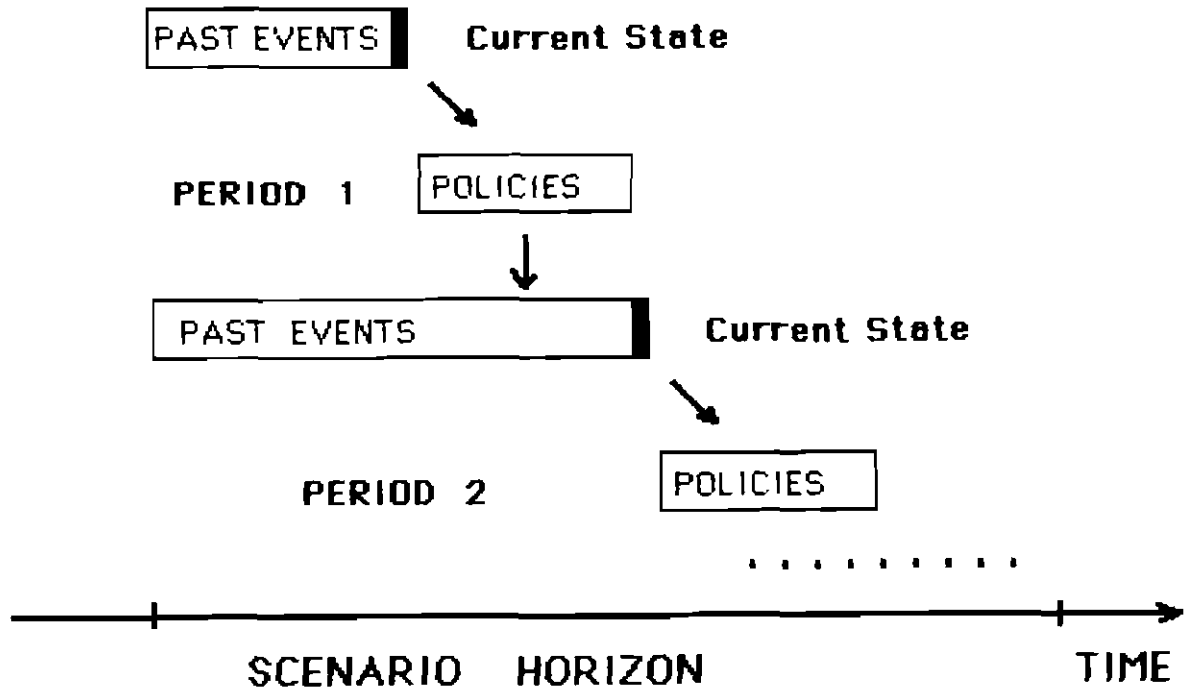 PAST EVENTS Current State
PERIOD 1 POLICIES
PAST EVENTS Current State
PERIOD 2 POLICIES
SCENARIO HORIZON TIME